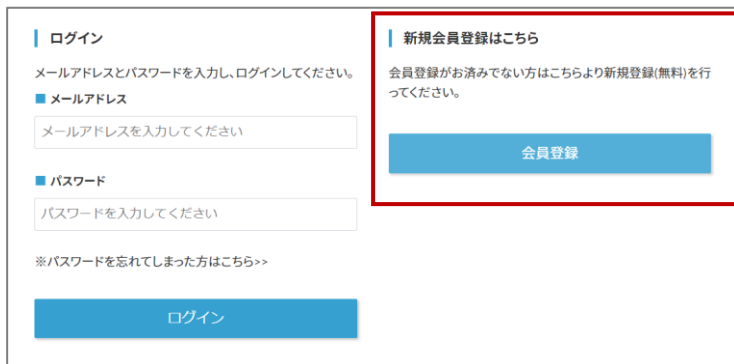 ログイン
メールアドレスとパスワードを入力し、ログインしてください。
■ メールアドレス
メールアドレスを入力してください
■ パスワード
パスワードを入力してください
※パスワードを忘れてしまった方はこちら>>
ログイン
新規会員登録はこちら
会員登録がお済みでない方はこちらより新規登録(無料)を行
ってください。
会員登録